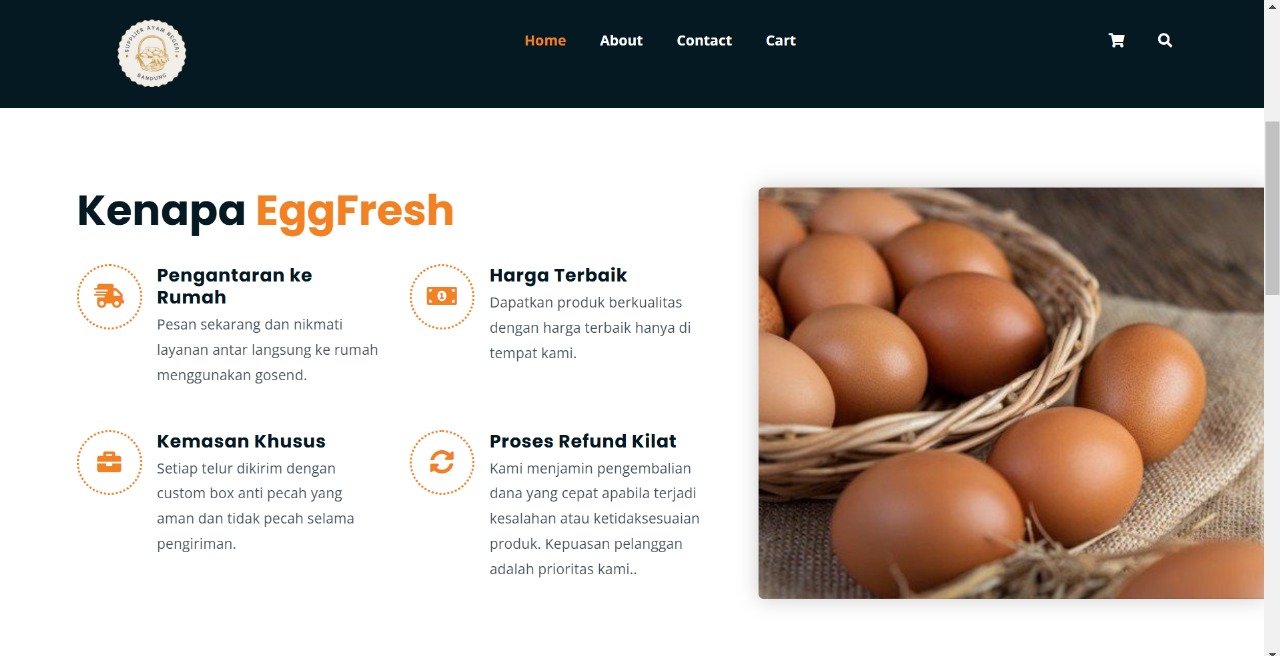 SUPPLIER AYAM NEGERI
BANDUNG
Home About Contact Cart
Kenapa EggFresh
Pengantaran ke
Rumah
Pesan sekarang dan nikmati
layanan antar langsung ke rumah
menggunakan gosend.
Harga Terbaik
Dapatkan produk berkualitas
dengan harga terbaik hanya di
tempat kami.
Kemasan Khusus
Setiap telur dikirim dengan
custom box anti pecah yang
aman dan tidak pecah selama
pengiriman.
Proses Refund Kilat
Kami menjamin pengembalian
dana yang cepat apabila terjadi
kesalahan atau ketidaksesuaian
produk. Kepuasan pelanggan
adalah prioritas kami..